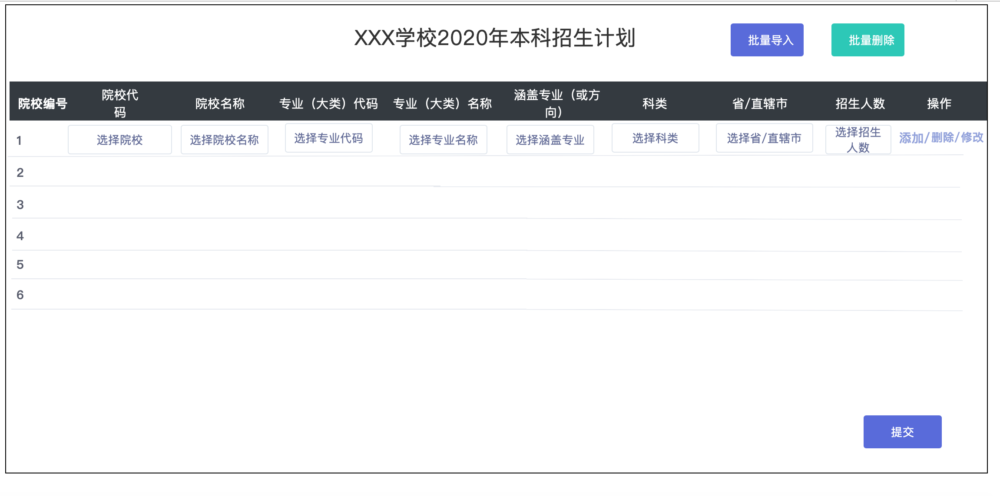 XXX学校2020年本科招生计划
批量导入
批量删除
院校编号
院校代
码
院校名称
专业（大类）代码
专业（大类）名称
涵盖专业（或方
向）
科类
省/直辖市
招生人数
操作
1
选择院校
选择院校名称
选择专业代码
选择专业名称
选择涵盖专业
选择科类
选择省/直辖市
选择招生
人数
添加/删除/修改
2
3
4
5
6
提交